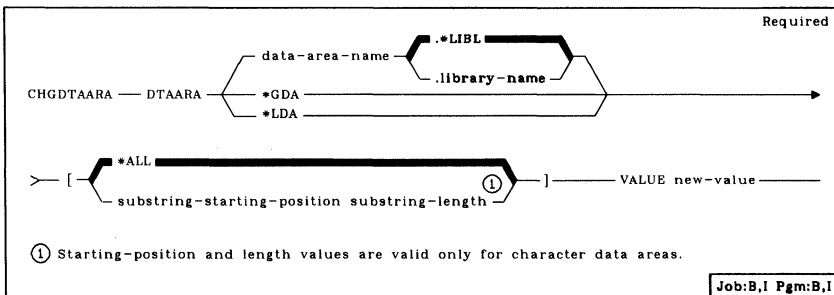 Required
.*LIBL
data-area-name
.library-name
CHGDTAARA DTAARA *GDA
*LDA
*ALL
[ ① ] VALUE new-value
substring-starting-position substring-length
① Starting-position and length values are valid only for character data areas.
Job:B,I Pgm:B,I